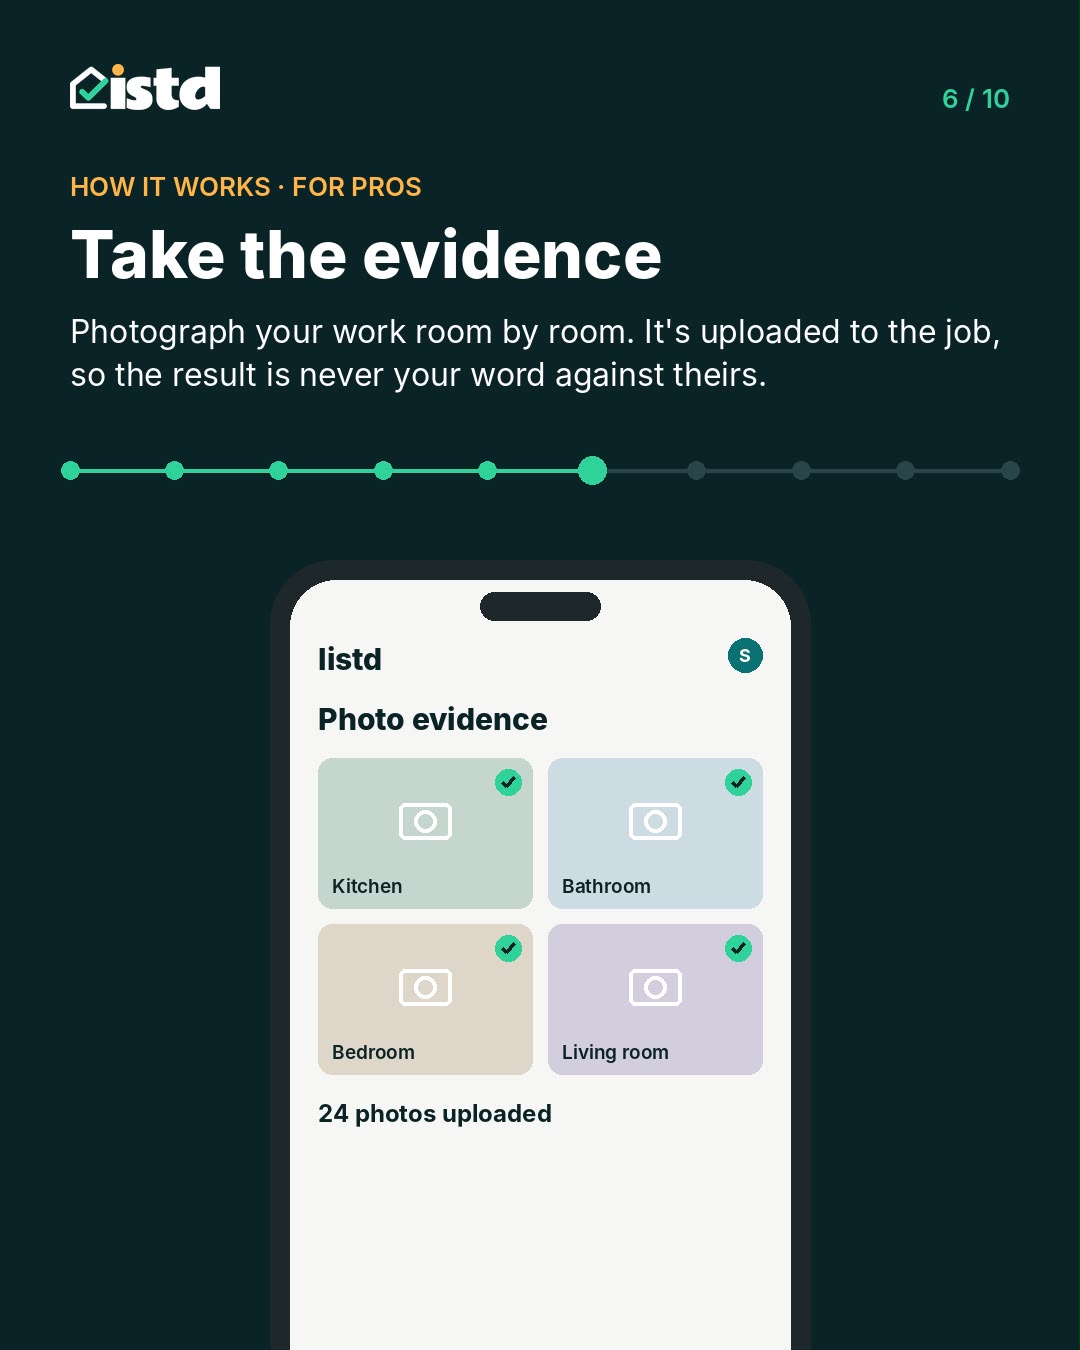 listd
6 / 10
HOW IT WORKS · FOR PROS
Take the evidence
Photograph your work room by room. It's uploaded to the job,
so the result is never your word against theirs.
listd
S
Photo evidence
Kitchen
Bathroom
Bedroom
Living room
24 photos uploaded